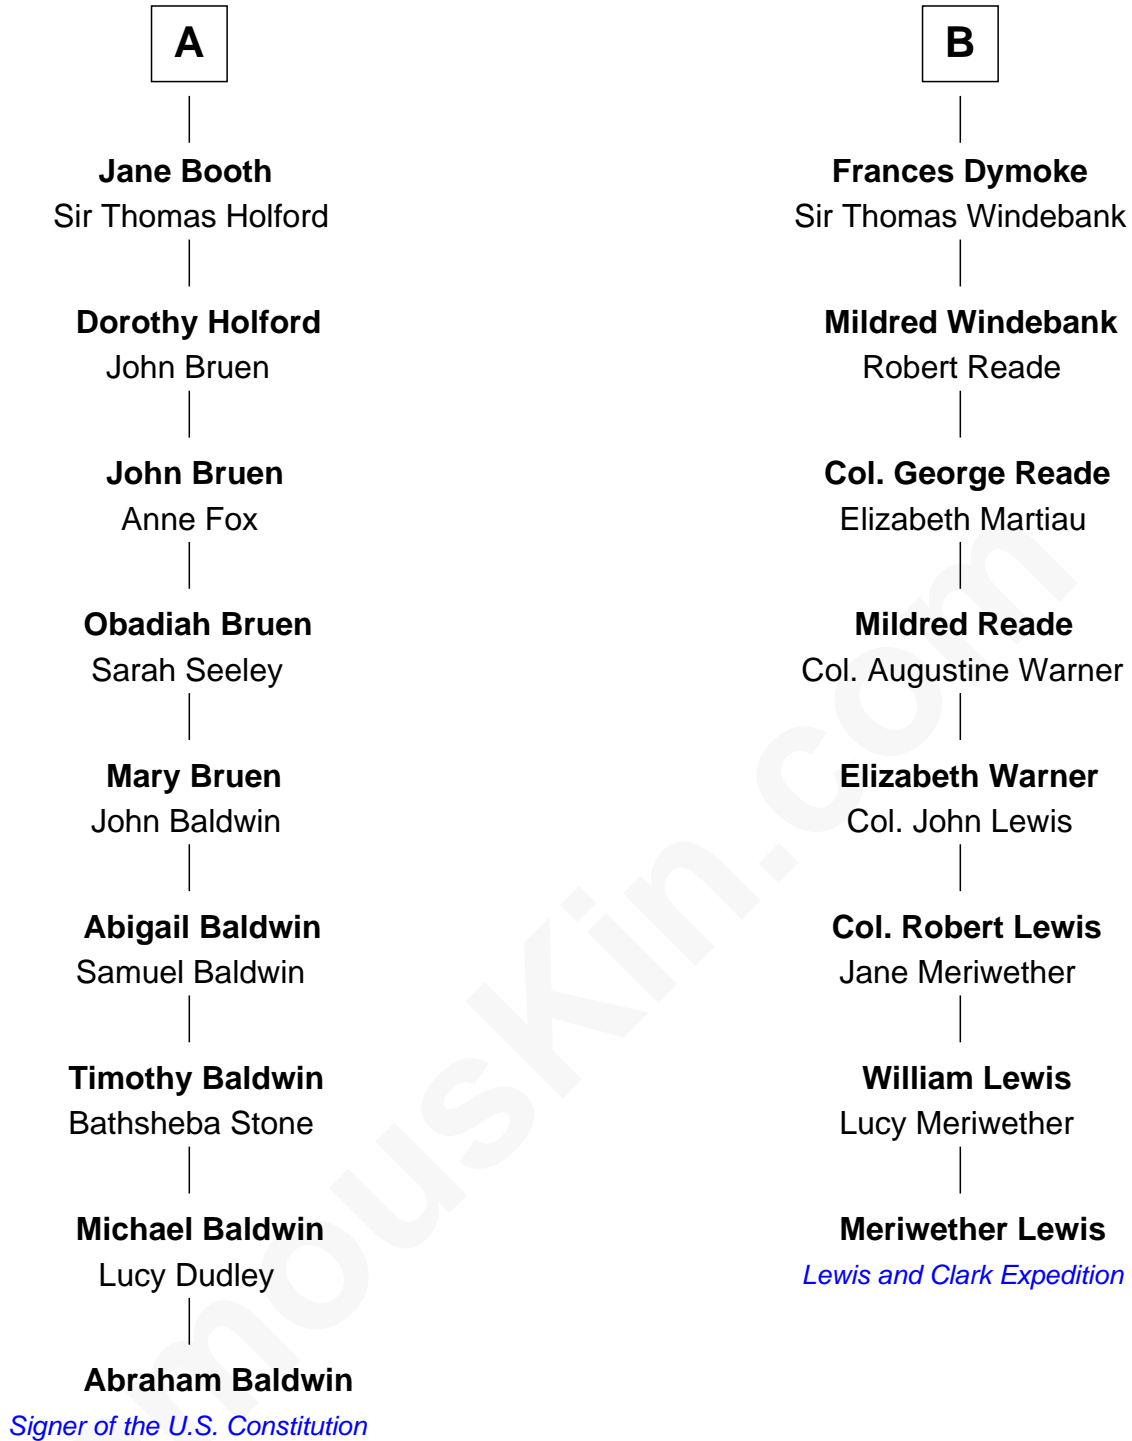 A
Jane Booth
Sir Thomas Holford
Dorothy Holford
John Bruen
John Bruen
Anne Fox
Obadiah Bruen
Sarah Seeley
Mary Bruen
John Baldwin
Abigail Baldwin
Samuel Baldwin
Timothy Baldwin
Bathsheba Stone
Michael Baldwin
Lucy Dudley
Abraham Baldwin
Signer of the U.S. Constitution
B
Frances Dymoke
Sir Thomas Windebank
Mildred Windebank
Robert Reade
Col. George Reade
Elizabeth Martiau
Mildred Reade
Col. Augustine Warner
Elizabeth Warner
Col. John Lewis
Col. Robert Lewis
Jane Meriwether
William Lewis
Lucy Meriwether
Meriwether Lewis
Lewis and Clark Expedition
mouskin.com